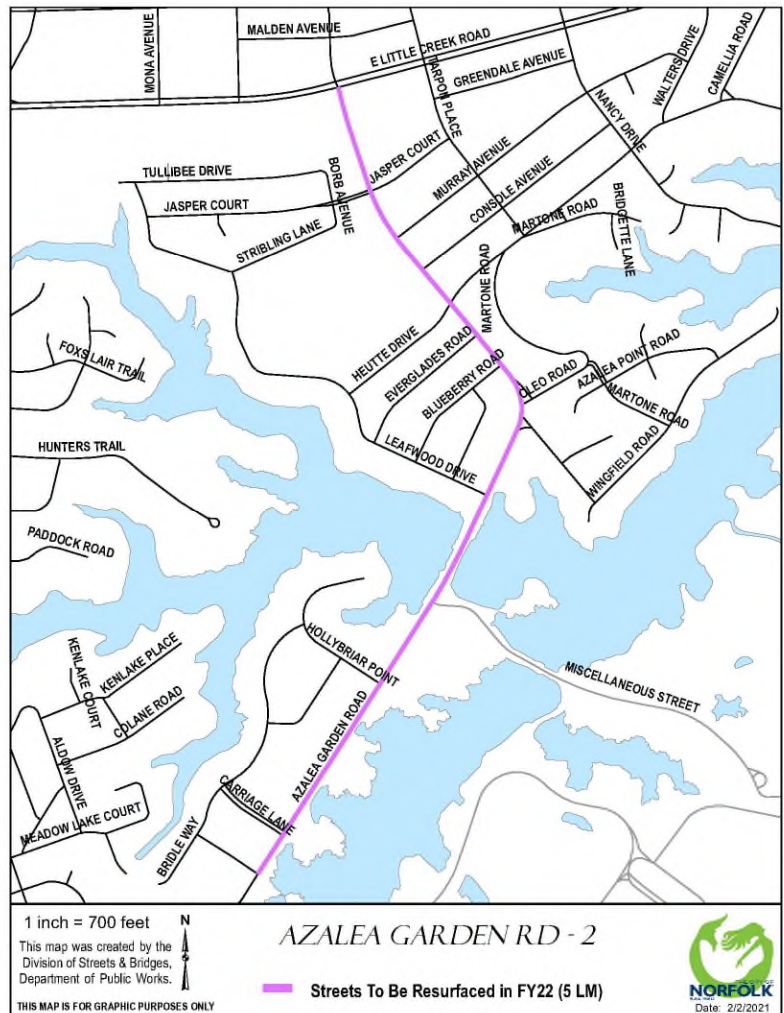 MALDEN AVENUE
MONA AVENUE
E LITTLE CREEK ROAD
TARPON PLACE
GREENDALE AVENUE
WALTERS DRIVE
CAMELLIA ROAD
NANCY DRIVE
TULLIBEE DRIVE
BORB AVENUE
JASPER COURT
MURRAY AVENUE
CONSOLE AVENUE
JASPER COURT
STRIBLING LANE
MARTONE ROAD
BRIDGETTE LANE
MARTONE ROAD
FOXS LAIR TRAIL
HEUTTE DRIVE
EVERGLADES ROAD
BLUEBERRY ROAD
OLEO ROAD
AZALEA POINT ROAD
MARTONE ROAD
HUNTERS TRAIL
LEAFWOOD DRIVE
WINGFIELD ROAD
PADDOCK ROAD
KENLAKE COURT
KENLAKE PLACE
HOLLYBRIAR POINT
MISCELLANEOUS STREET
COLANE ROAD
AZALEA GARDEN ROAD
ALDOW DRIVE
CARRIAGE LANE
MEADOW LAKE COURT
BRIDLE WAY
1 inch = 700 feet
N
This map was created by the
Division of Streets & Bridges,
Department of Public Works.
THIS MAP IS FOR GRAPHIC PURPOSES ONLY
AZALEA GARDEN RD - 2
Streets To Be Resurfaced in FY22 (5 LM)
THE CITY OF
NORFOLK
Date: 2/2/2021